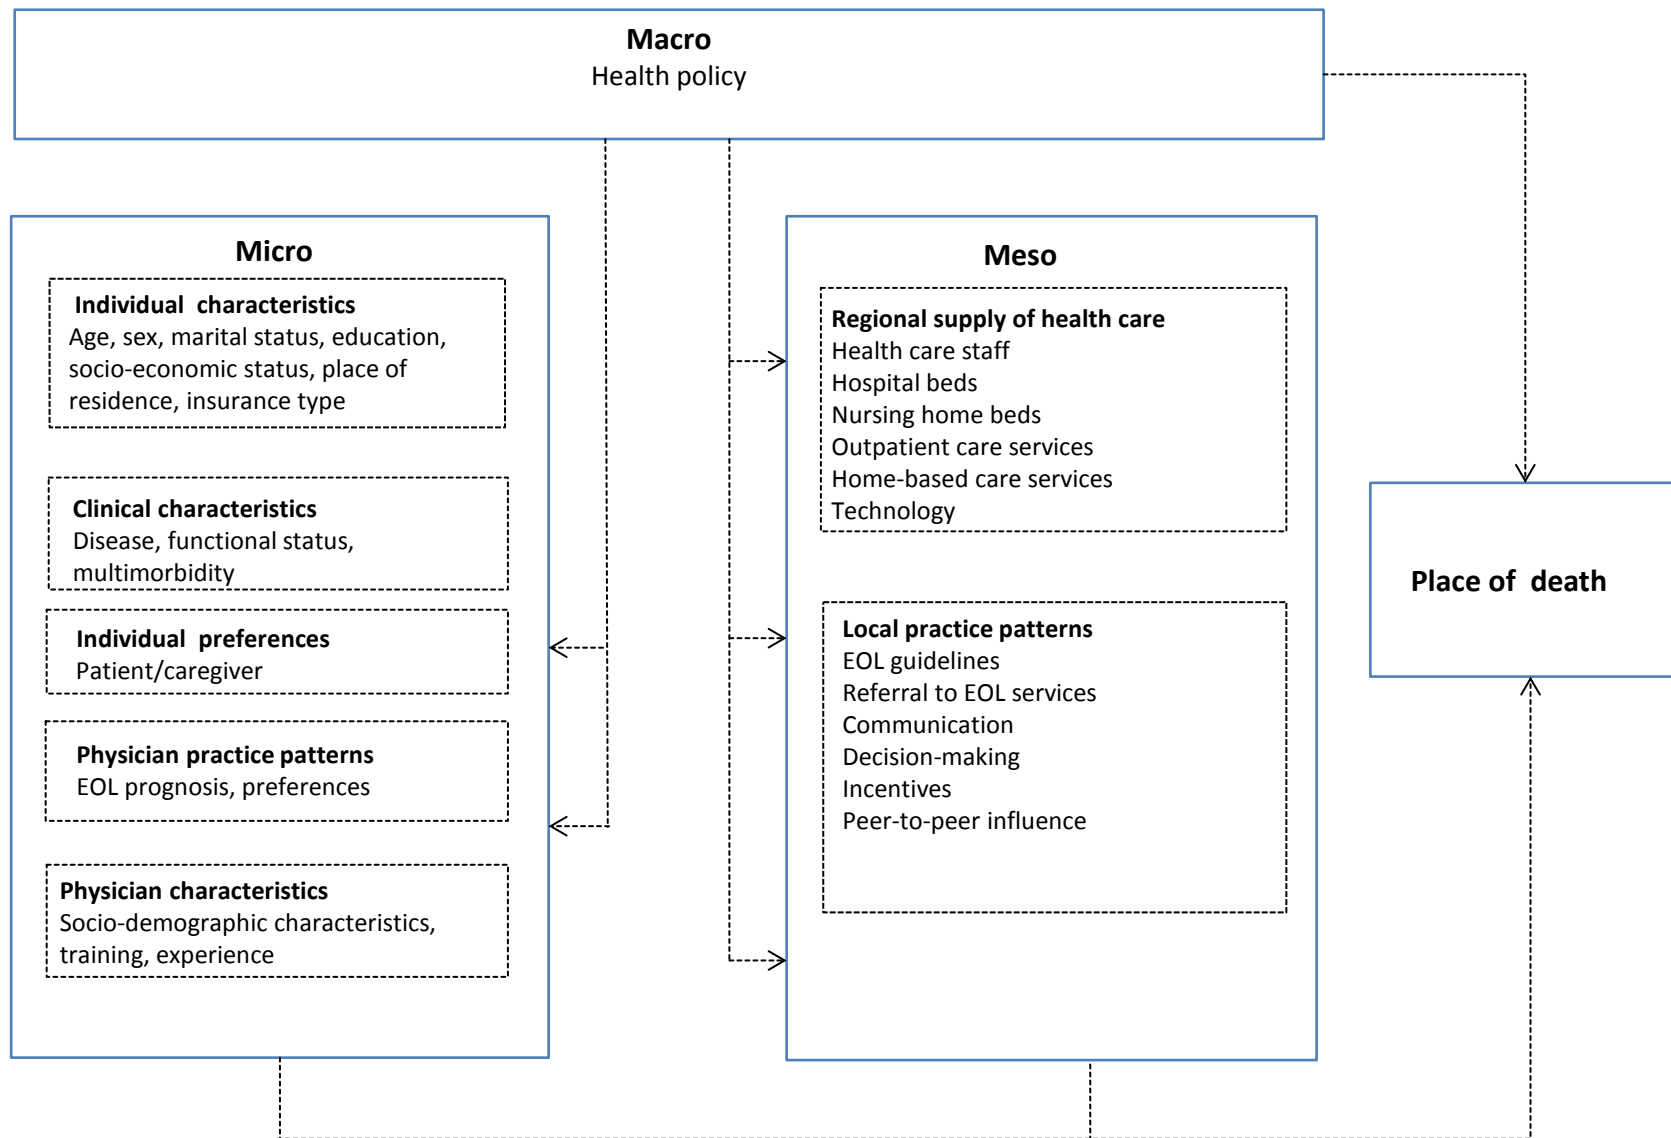 Macro
Health policy
Micro
Individual characteristics
Age, sex, marital status, education,
socio-economic status, place of
residence, insurance type
Clinical characteristics
Disease, functional status,
multimorbidity
Individual preferences
Patient/caregiver
Physician practice patterns
EOL prognosis, preferences
Physician characteristics
Socio-demographic characteristics,
training, experience
Meso
Regional supply of health care
Health care staff
Hospital beds
Nursing home beds
Outpatient care services
Home-based care services
Technology
Local practice patterns
EOL guidelines
Referral to EOL services
Communication
Decision-making
Incentives
Peer-to-peer influence
Place of death